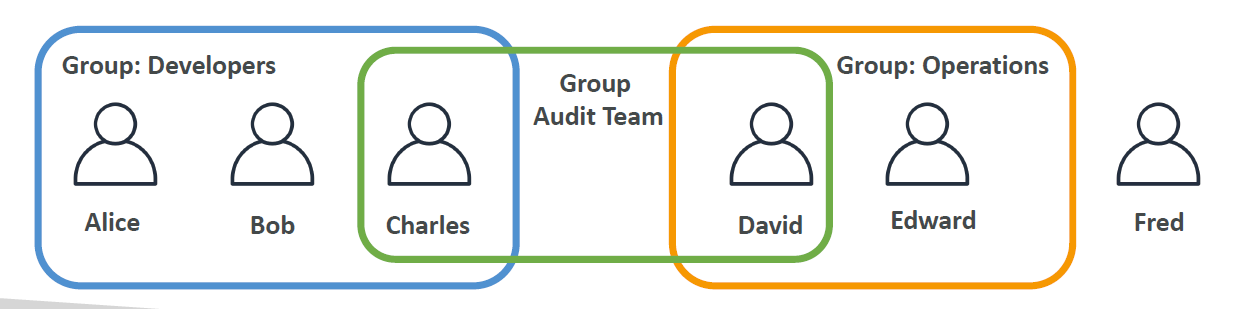 Group: Developers
Group
Audit Team
Group: Operations
Alice
Bob
Charles
David
Edward
Fred